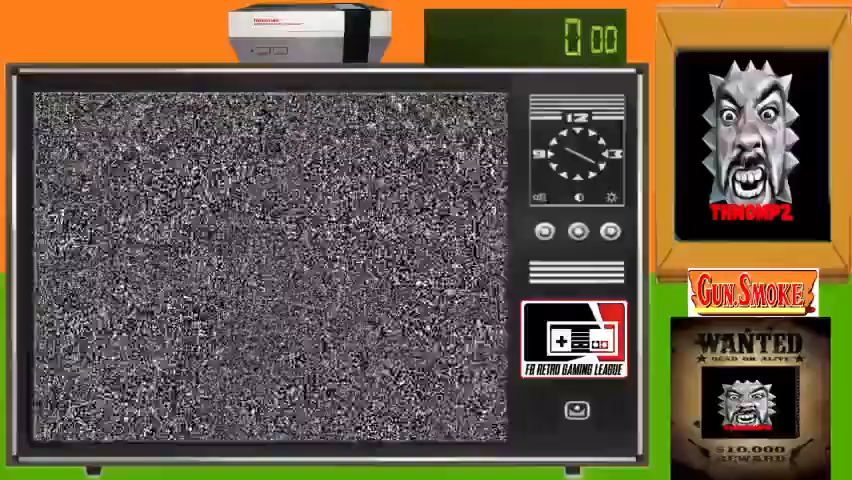 Nintendo
0 00
12
9
3
THWOMPZ
GUN.SMOKE
FB RETRO GAMING LEAGUE
WANTED
DEAD OR ALIVE
$10,000
REWARD